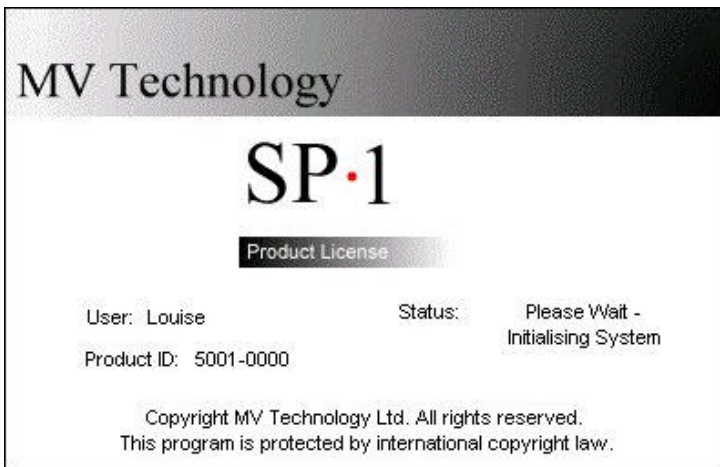 MV Technology
SP·1
Product License
User: Louise
Status: Please Wait -
Initialising System
Product ID: 5001-0000
Copyright MV Technology Ltd. All rights reserved.
This program is protected by international copyright law.